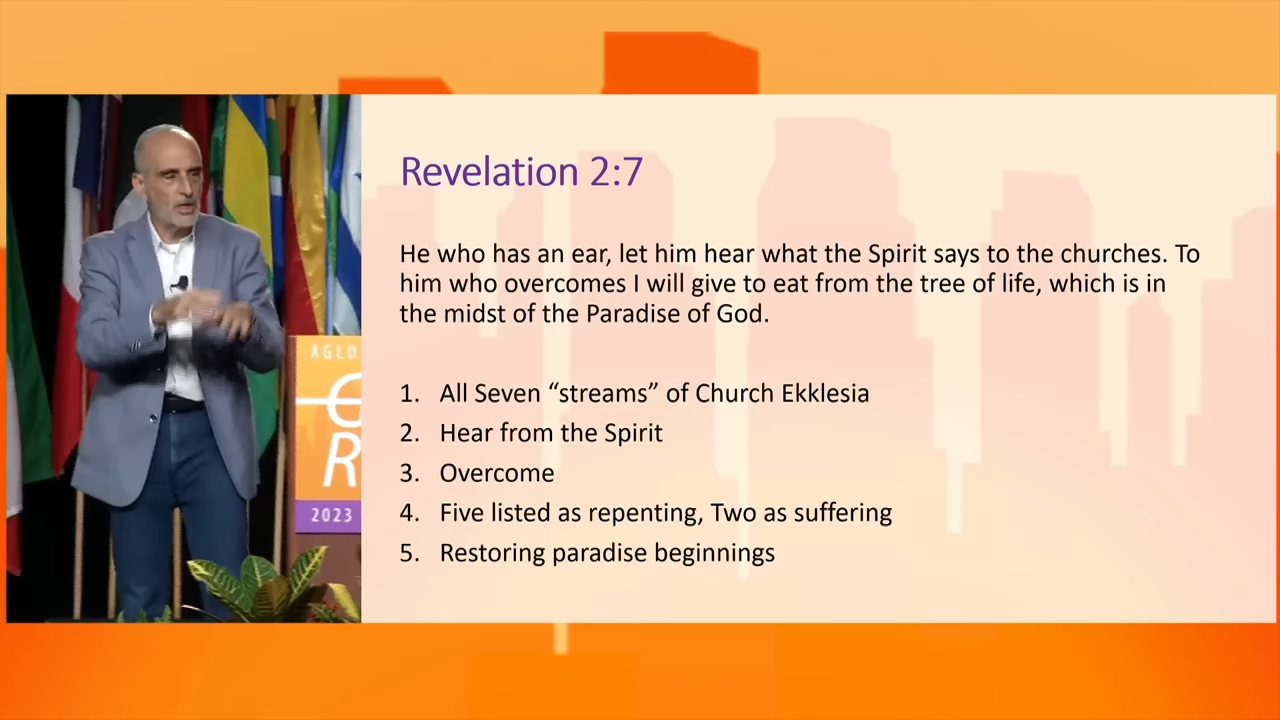 Revelation 2:7
He who has an ear, let him hear what the Spirit says to the churches. To
him who overcomes I will give to eat from the tree of life, which is in
the midst of the Paradise of God.
1. All Seven “streams” of Church Ekklesia
2. Hear from the Spirit
3. Overcome
4. Five listed as repenting, Two as suffering
5. Restoring paradise beginnings
AGLO
R
2023